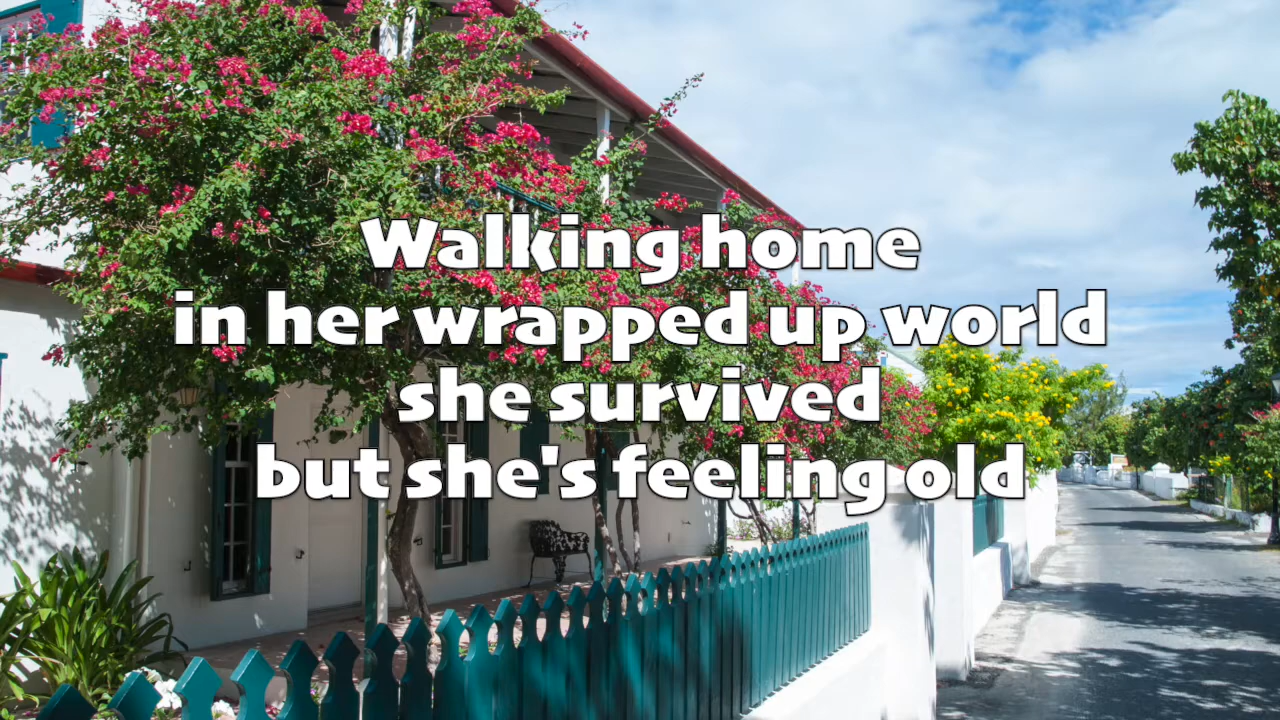 Walking home
in her wrapped up world
she survived
but she's feeling old